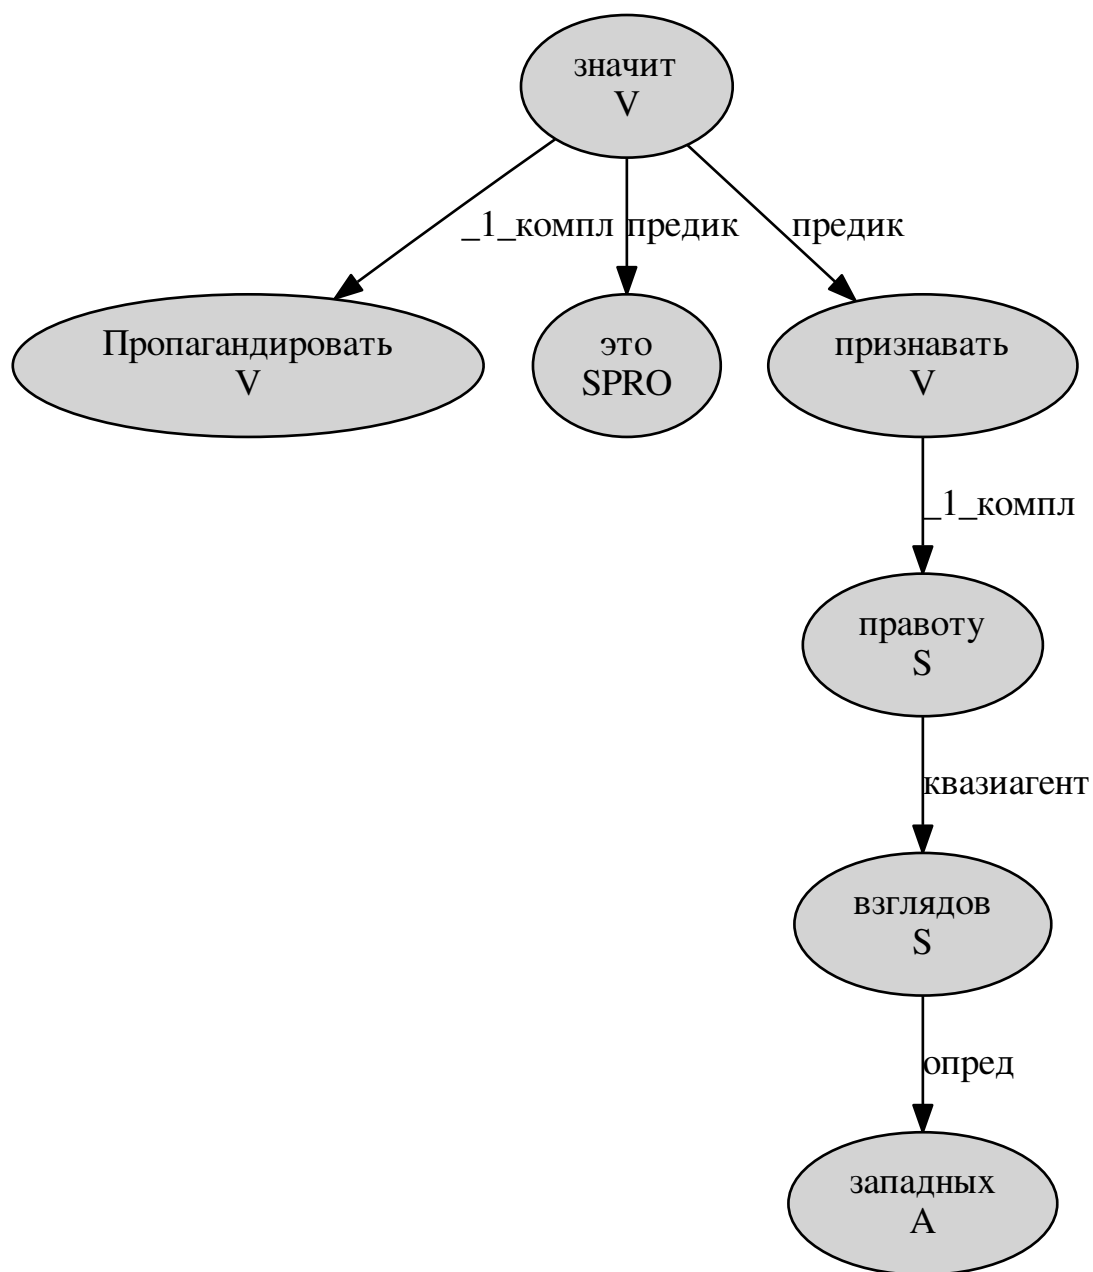 значит
V
_1_компл
предик
предик
Пропагандировать
V
это
SPRO
признавать
V
_1_компл
правоту
S
квазиагент
взглядов
S
опред
западных
A